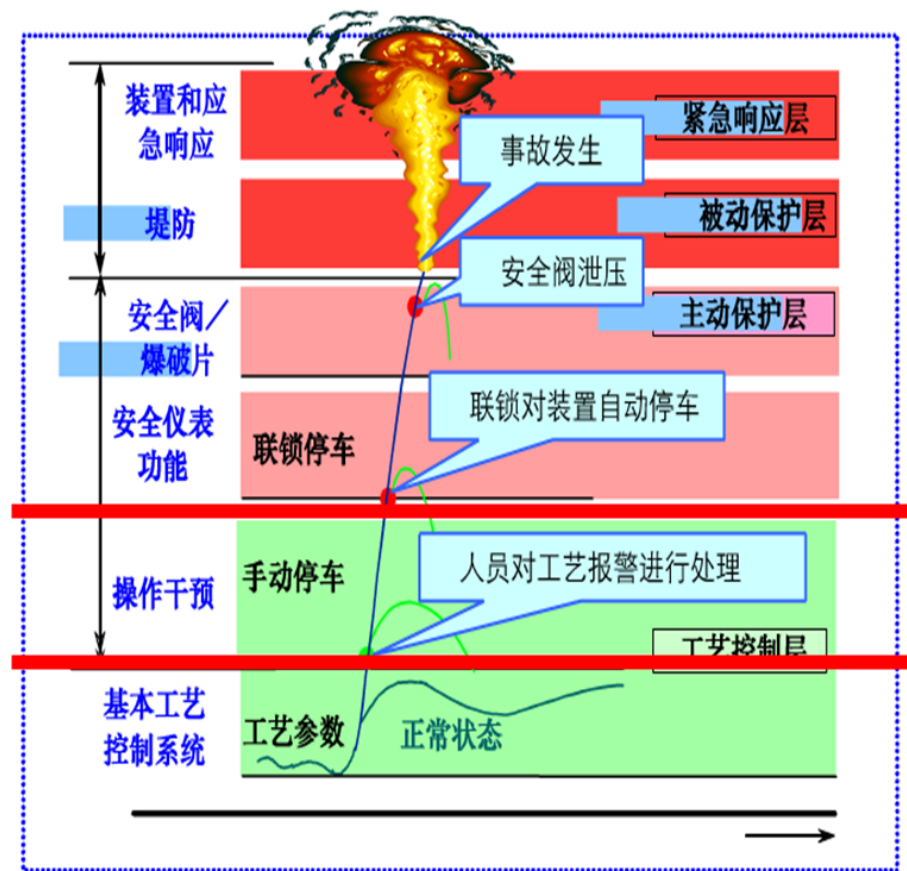 装置和应
急响应
紧急响应层
事故发生
堤防
被动保护层
安全阀泄压
安全阀／
爆破片
主动保护层
联锁对装置自动停车
安全仪表
功能
联锁停车
人员对工艺报警进行处理
手动停车
操作干预
工艺控制层
基本工艺
控制系统
工艺参数
正常状态